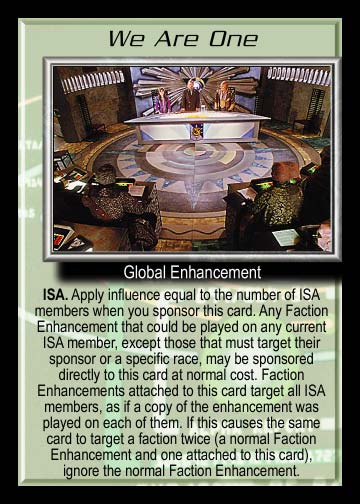 We Are One
Global Enhancement
ISA. Apply influence equal to the number of ISA
members when you sponsor this card. Any Faction
Enhancement that could be played on any current
ISA member, except those that must target their
sponsor or a specific race, may be sponsored
directly to this card at normal cost. Faction
Enhancements attached to this card target all ISA
members, as if a copy of the enhancement was
played on each of them. If this causes the same
card to target a faction twice (a normal Faction
Enhancement and one attached to this card),
ignore the normal Faction Enhancement.